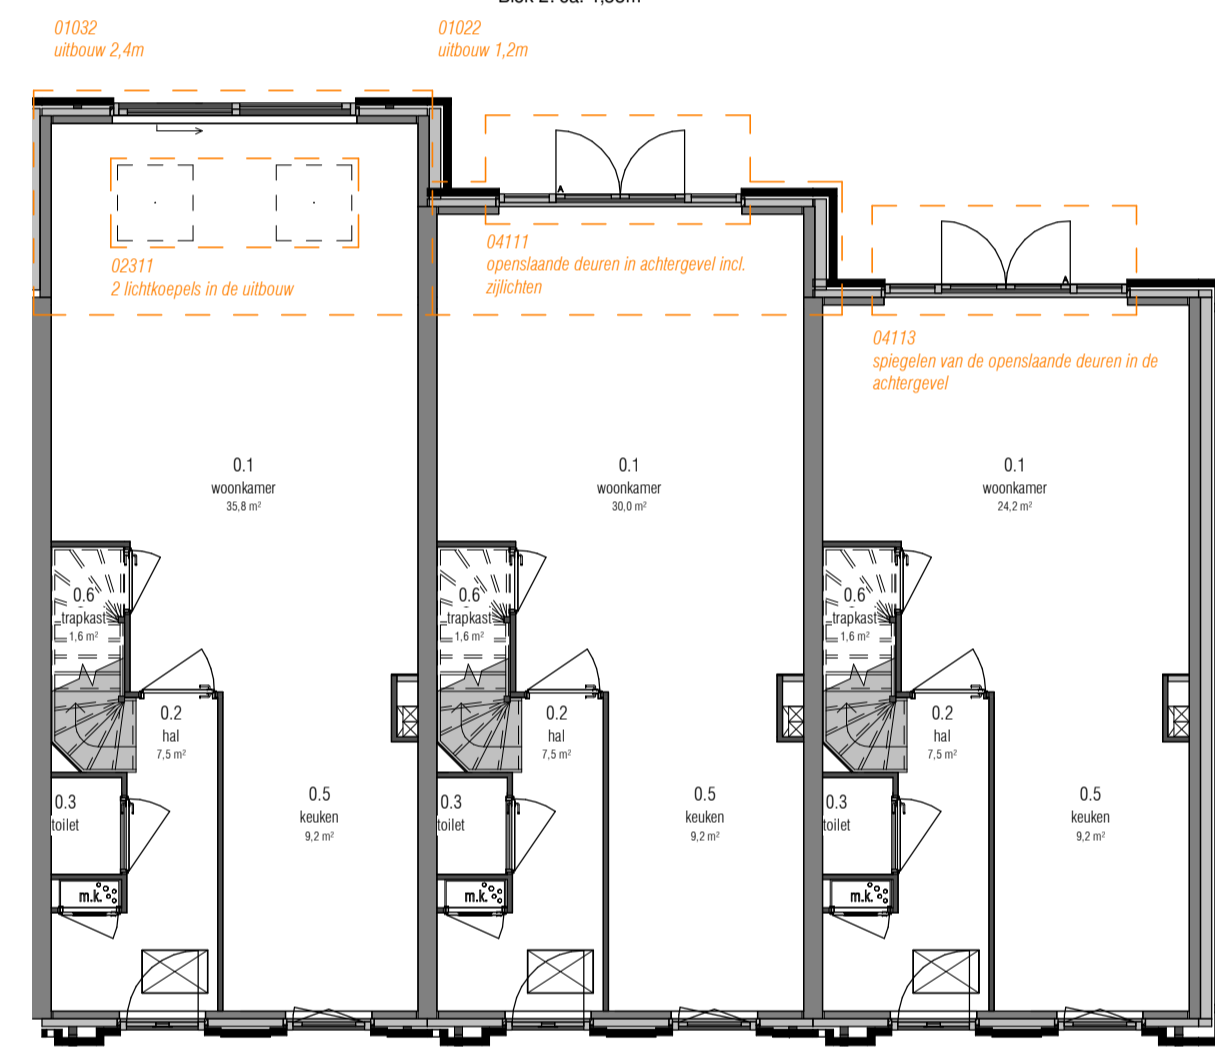 01032
uitbouw 2,4m
01022
uitbouw 1,2m
02311
2 lichtkoepels in de uitbouw
A
04111
openslaande deuren in achtergevel incl.
zijlichten
A
04113
spiegelen van de openslaande deuren in de
achtergevel
0.1
woonkamer
35,8 m²
0.1
woonkamer
30,0 m²
0.1
woonkamer
24,2 m²
0.6
trapkast
1,6 m²
0.6
trapkast
1,6 m²
0.6
trapkast
1,6 m²
0.2
hal
7,5 m²
0.2
hal
7,5 m²
0.2
hal
7,5 m²
0.3
toilet
0.5
keuken
9,2 m²
0.3
toilet
0.5
keuken
9,2 m²
0.3
toilet
0.5
keuken
9,2 m²
m.k.
m.k.
m.k.